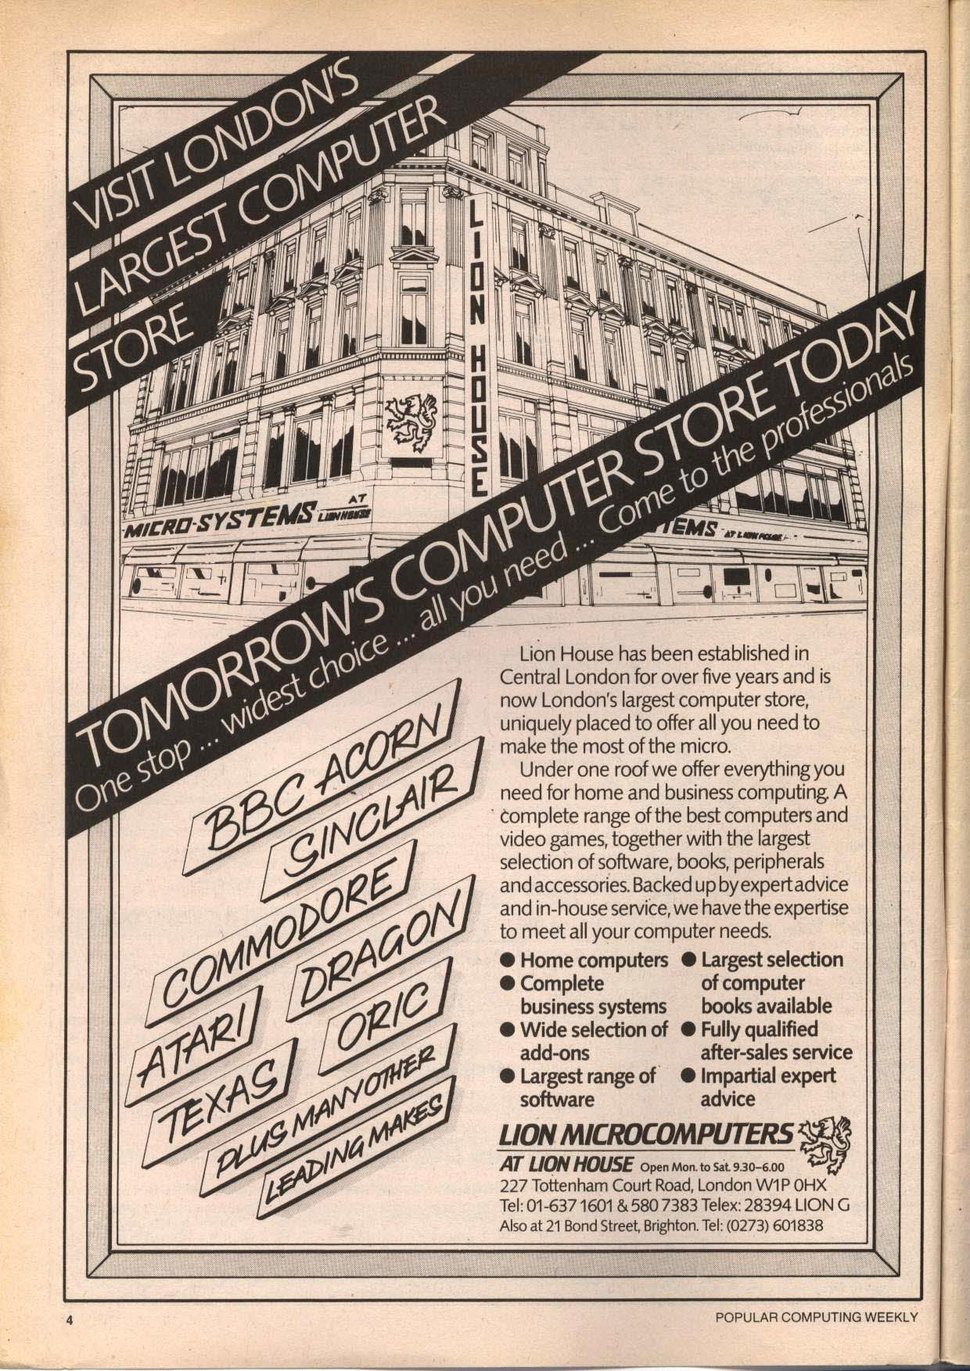 VISIT LONDON'S
LARGEST COMPUTER
STORE
LION HOUSE
MICRO-SYSTEMS AT LION HOUSE
TEMS AT LION HOUSE
TOMORROW'S COMPUTER STORE TODAY
One stop ... widest choice ... all you need ... Come to the professionals
BBC ACORN
SINCLAIR
COMMODORE
DRAGON
ATARI
ORIC
TEXAS
PLUS MANY OTHER
LEADING MAKES
Lion House has been established in
Central London for over five years and is
now London's largest computer store,
uniquely placed to offer all you need to
make the most of the micro.
Under one roof we offer everything you
need for home and business computing. A
complete range of the best computers and
video games, together with the largest
selection of software, books, peripherals
and accessories. Backed up by expert advice
and in-house service, we have the expertise
to meet all your computer needs.
● Home computers
● Complete
business systems
● Wide selection of
add-ons
● Largest range of
software
● Largest selection
of computer
books available
● Fully qualified
after-sales service
● Impartial expert
advice
LION MICROCOMPUTERS
AT LION HOUSE Open Mon. to Sat. 9.30–6.00
227 Tottenham Court Road, London W1P 0HX
Tel: 01-637 1601 & 580 7383 Telex: 28394 LION G
Also at 21 Bond Street, Brighton. Tel: (0273) 601838
4
POPULAR COMPUTING WEEKLY